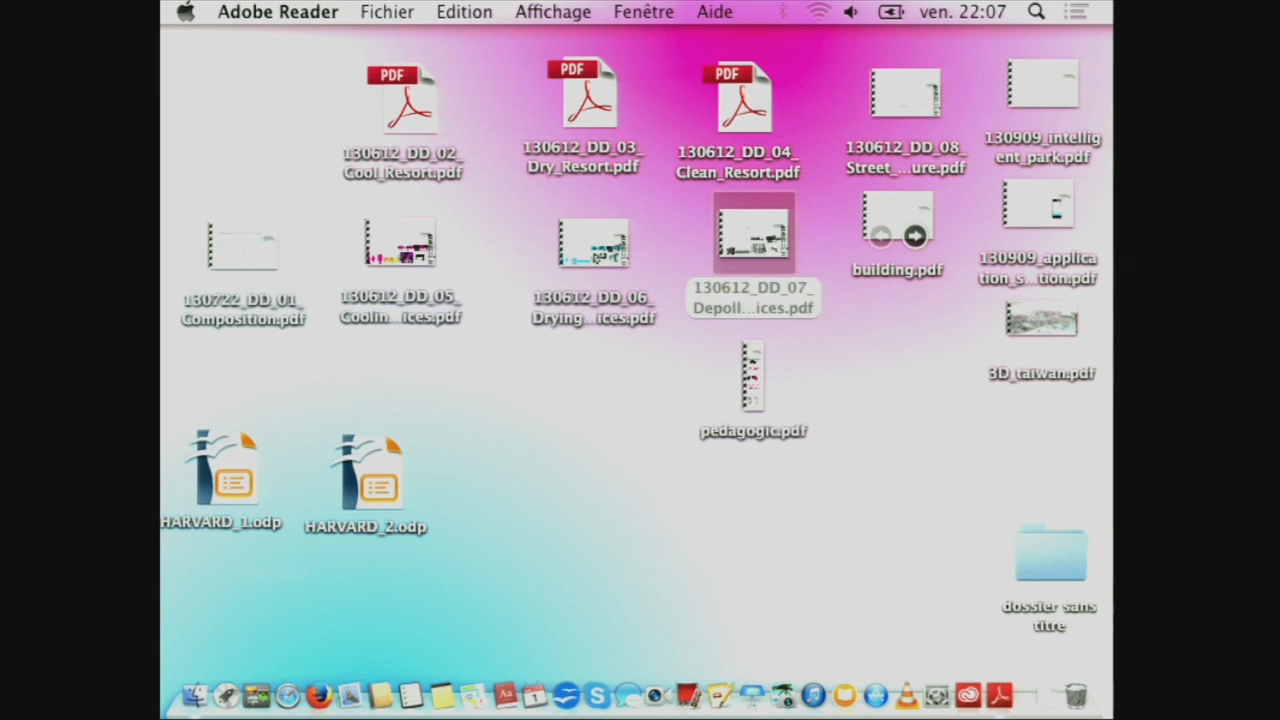 Adobe Reader Fichier Edition Affichage Fenêtre Aide ven. 22:07
PDF
130612_DD_02_
Cool_Resort.pdf
PDF
130612_DD_03_
Dry_Resort.pdf
PDF
130612_DD_04_
Clean_Resort.pdf
130612_DD_08_
Street_...ure.pdf
130909_intellig
ent_park.pdf
130722_DD_01_
Composition.pdf
130612_DD_05_
Coolin...ices.pdf
130612_DD_06_
Drying...ices.pdf
130612_DD_07_
Depoll...ices.pdf
building.pdf
130909_applica
tion_s...tion.pdf
3D_taiwan.pdf
pedagogic.pdf
HARVARD_1.odp
HARVARD_2.odp
dossier sans
titre